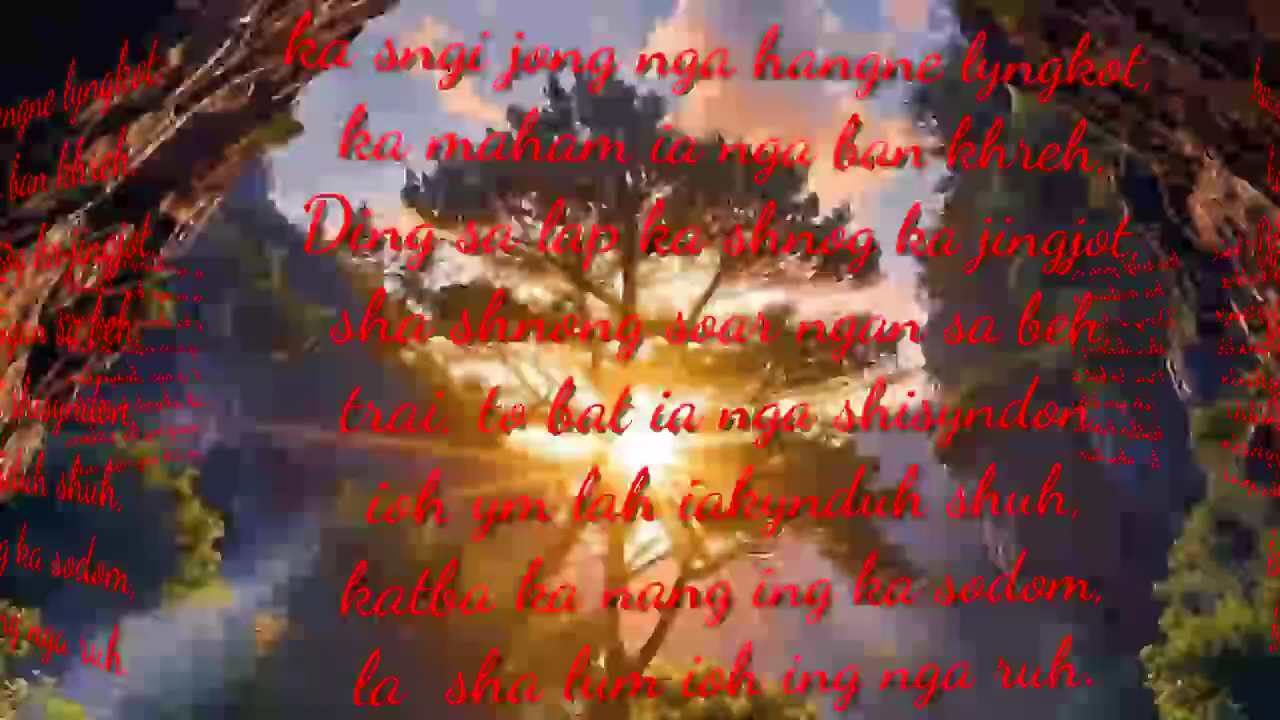 ka sngi jong nga hangne lyngkot,
ka maham ia nga ban khreh,
Ding sa lap ka shnog ka jingjot,
sha shnong soar ngan sa beh
trai, to bat ia nga shisyndon
ioh ym lah iakynduh shuh,
katba ka nang ing ka sodom,
la sha lum ioh ing nga ruh.